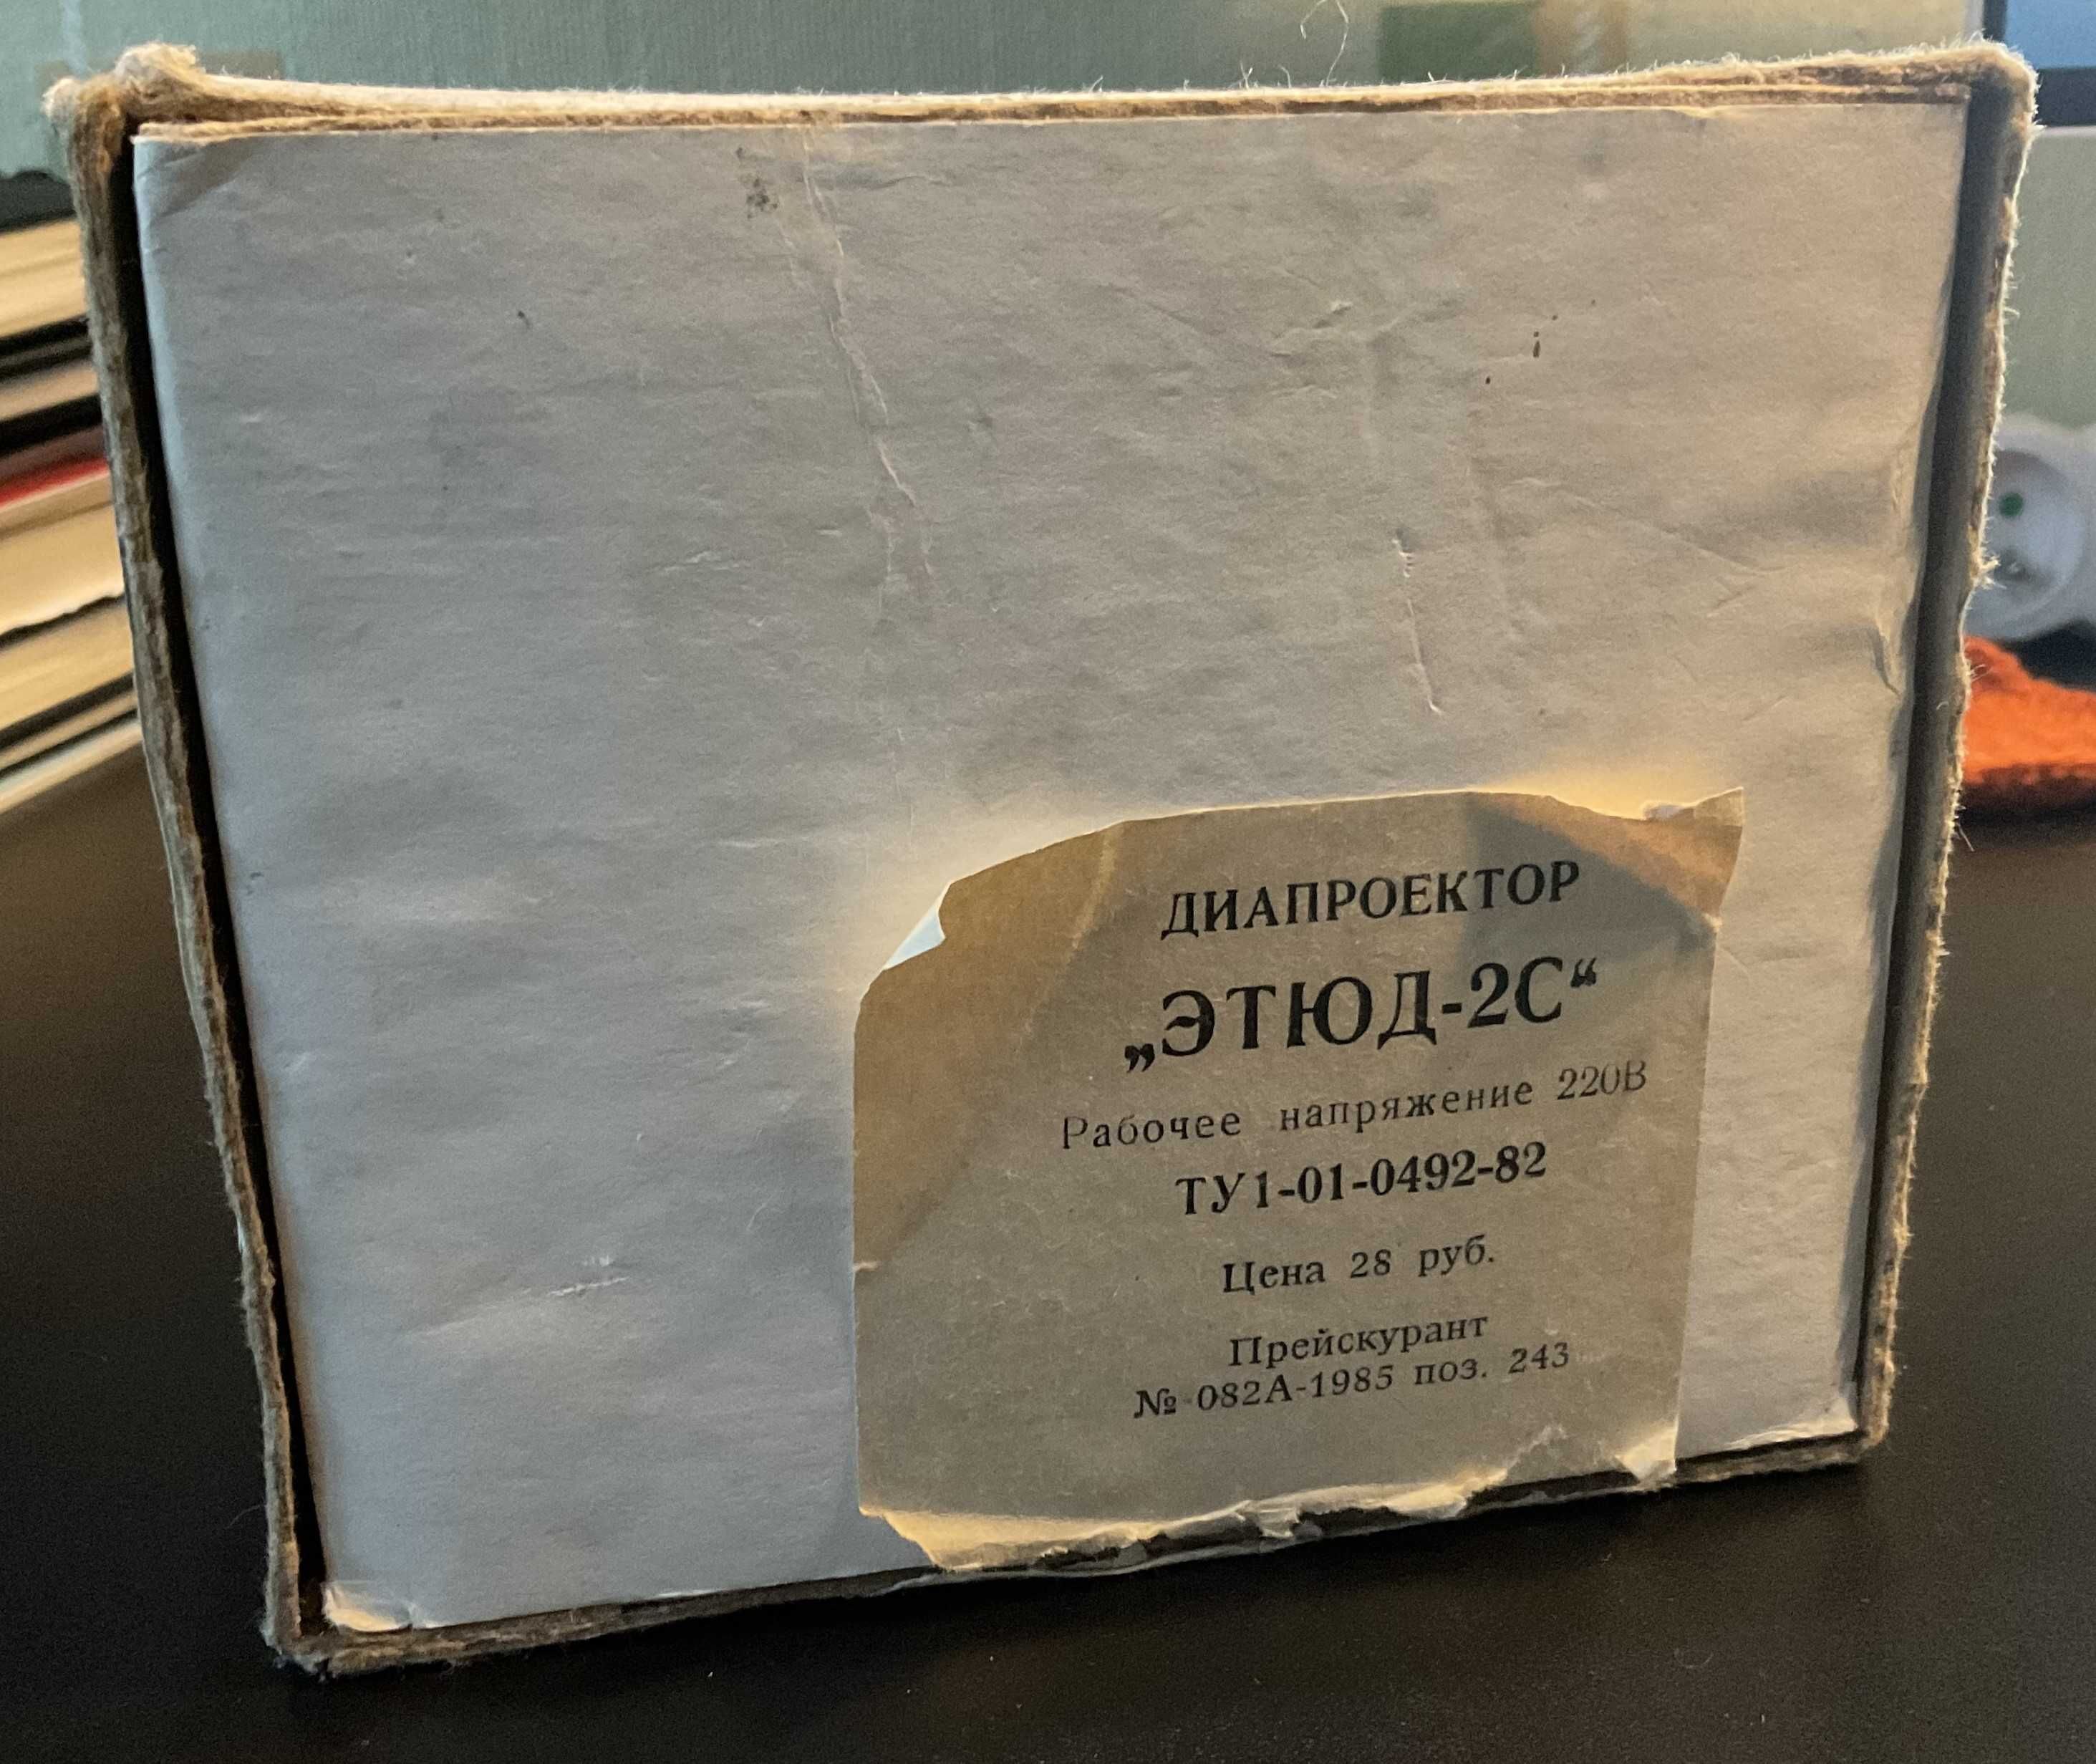 ДИАПРОЕКТОР
„ЭТЮД-2С“
Рабочее напряжение 220В
ТУ1-01-0492-82
Цена 28 руб.
Прейскурант
№ 082А-1985 поз. 243